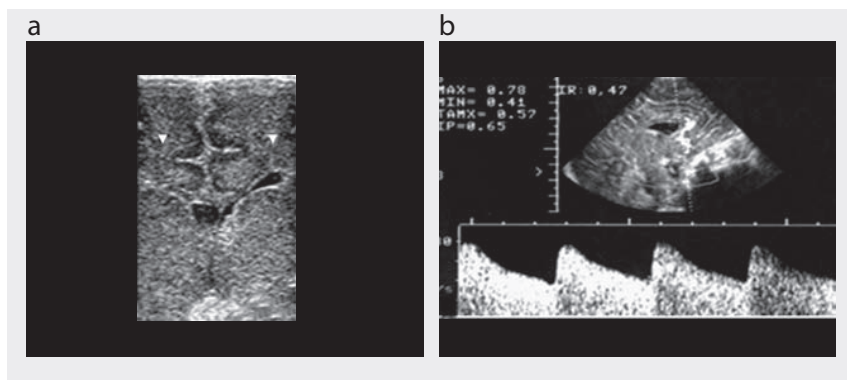 a
b
MAX= 0.78
IR:0,47
MIN= 0.41
TAMX= 0.57
IP=0.65